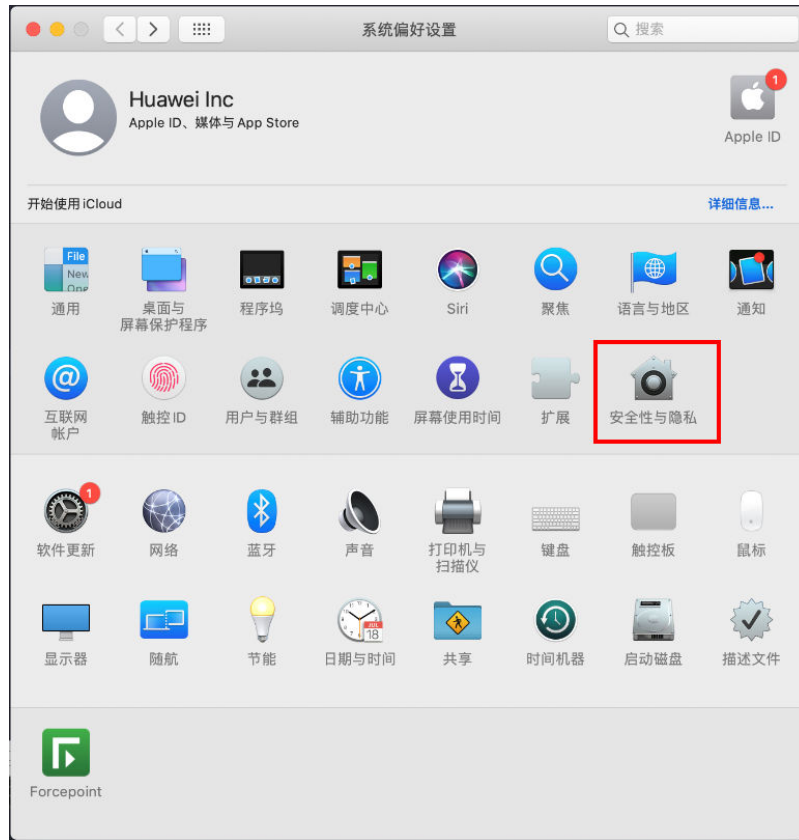 系统偏好设置
搜索
Huawei Inc
Apple ID、媒体与 App Store
1
Apple ID
开始使用 iCloud
详细信息...
File
New
One
通用
桌面与
屏幕保护程序
程序坞
调度中心
Siri
聚焦
语言与地区
通知
@
互联网
帐户
触控 ID
用户与群组
辅助功能
屏幕使用时间
扩展
安全性与隐私
1
软件更新
网络
蓝牙
声音
打印机与
扫描仪
键盘
触控板
鼠标
JUL
18
显示器
随航
节能
日期与时间
共享
时间机器
启动磁盘
描述文件
Forcepoint